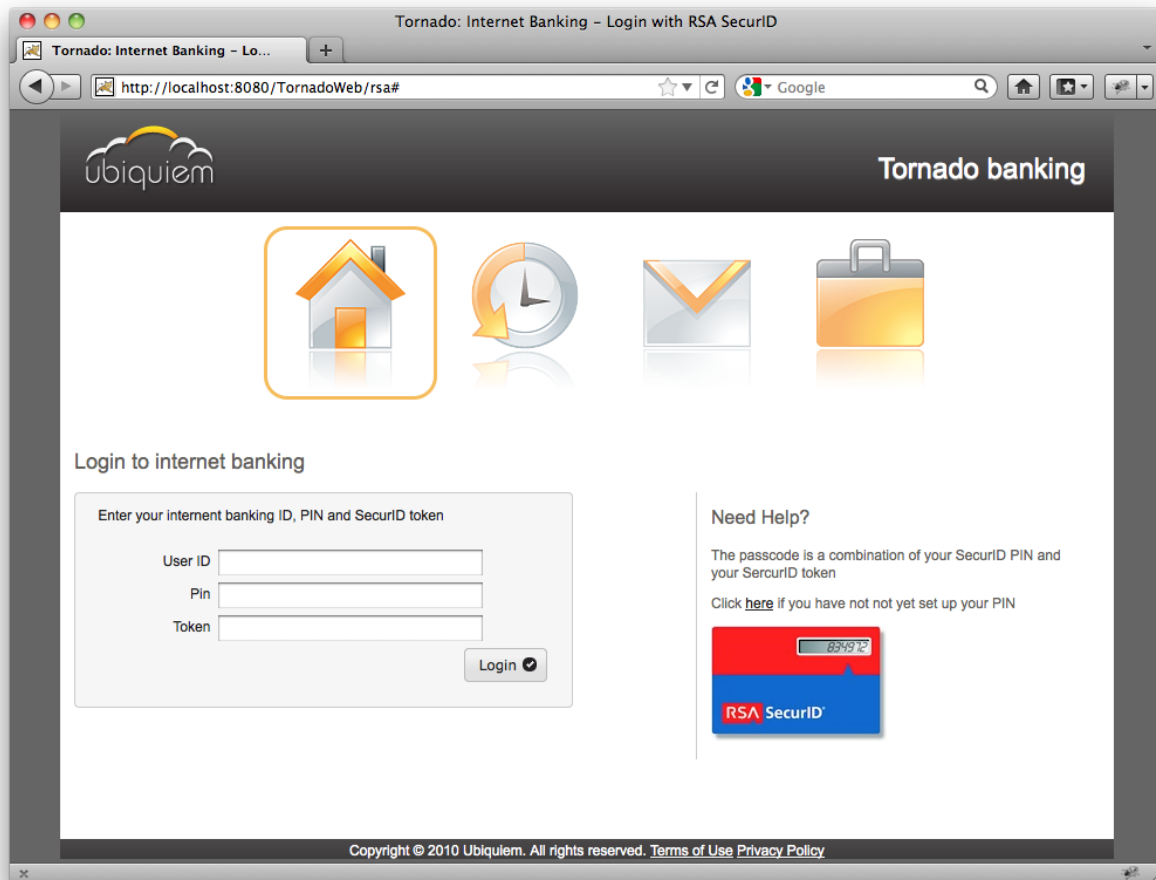 Tornado: Internet Banking - Login with RSA SecurID
Tornado: Internet Banking - Lo...
http://localhost:8080/TornadoWeb/rsa#
Google
ubiquiem
Tornado banking
Login to internet banking
Enter your internent banking ID, PIN and SecurID token
User ID
Pin
Token
Login
Need Help?
The passcode is a combination of your SecurID PIN and
your SercurID token
Click here if you have not not yet set up your PIN
834972
RSA SecurID
Copyright © 2010 Ubiquiem. All rights reserved. Terms of Use Privacy Policy